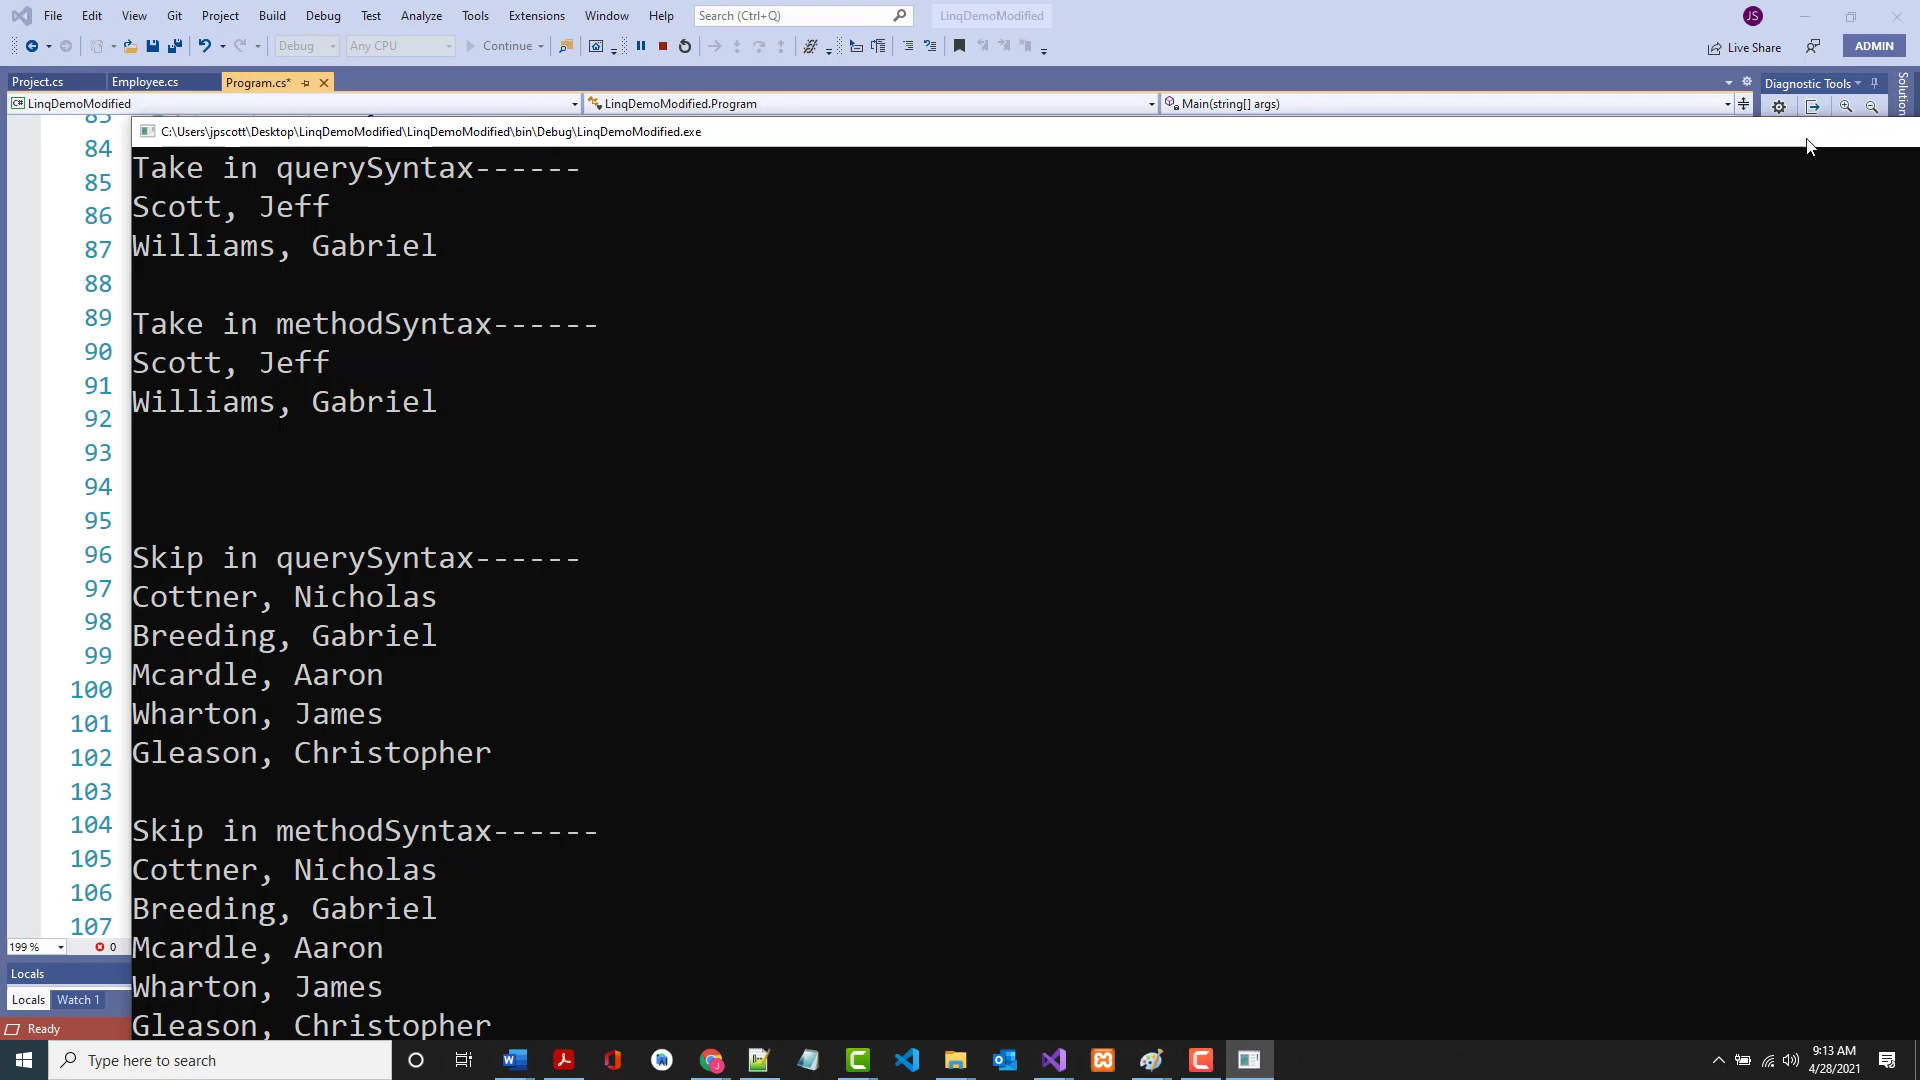 File Edit View Git Project Build Debug Test Analyze Tools Extensions Window Help Search (Ctrl+Q) LinqDemoModified JS
Debug Any CPU Continue Live Share ADMIN
Project.cs Employee.cs Program.cs* Diagnostic Tools
LinqDemoModified LinqDemoModified.Program Main(string[] args)
Solution
83
C:\Users\jpscott\Desktop\LinqDemoModified\LinqDemoModified\bin\Debug\LinqDemoModified.exe
84
Take in querySyntax------
85
Scott, Jeff
86
Williams, Gabriel
87
88
89
Take in methodSyntax------
90
Scott, Jeff
91
Williams, Gabriel
92
93
94
95
96
Skip in querySyntax------
97
Cottner, Nicholas
98
Breeding, Gabriel
99
Mcardle, Aaron
100
Wharton, James
101
Gleason, Christopher
102
103
104
Skip in methodSyntax------
105
Cottner, Nicholas
106
Breeding, Gabriel
107
Mcardle, Aaron
199 % 0
Locals
Wharton, James
Locals Watch 1
Gleason, Christopher
Ready
Type here to search
9:13 AM
4/28/2021